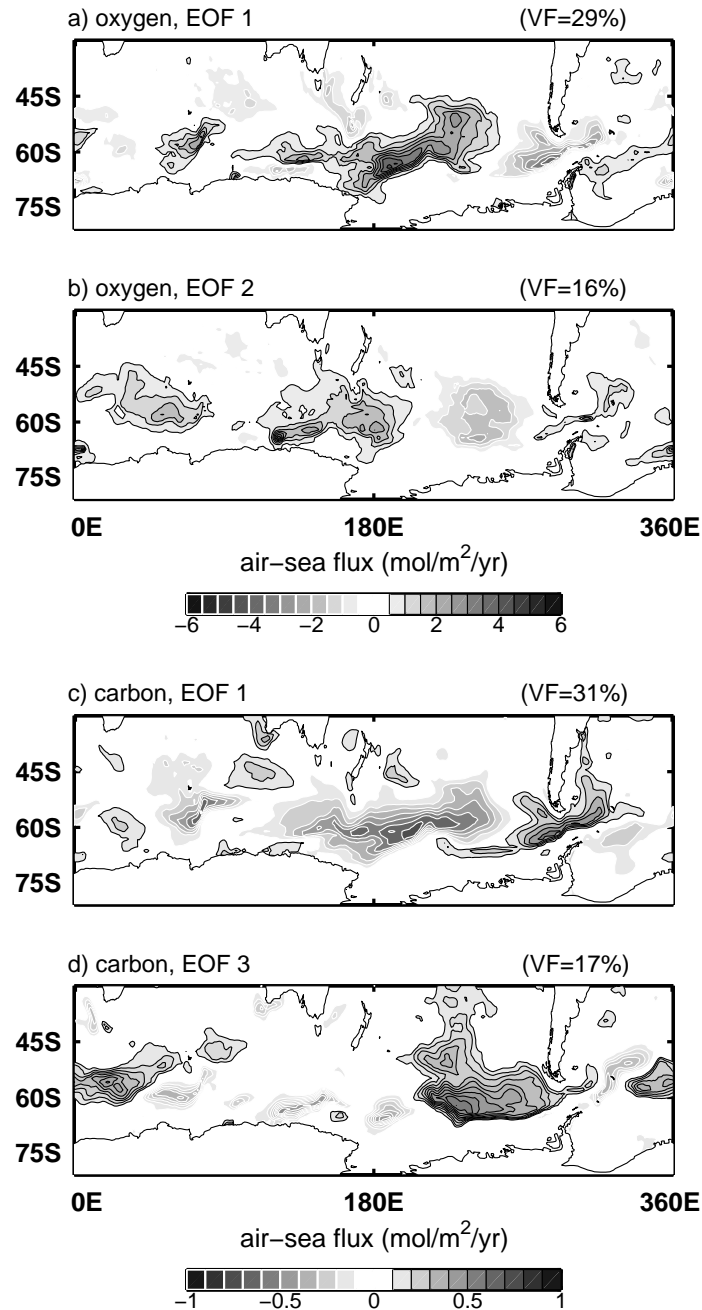 a) oxygen, EOF 1 (VF=29%)
45S
60S
75S
b) oxygen, EOF 2 (VF=16%)
45S
60S
75S
0E 180E 360E
air−sea flux (mol/m²/yr)
−6 −4 −2 0 2 4 6
c) carbon, EOF 1 (VF=31%)
45S
60S
75S
d) carbon, EOF 3 (VF=17%)
45S
60S
75S
0E 180E 360E
air−sea flux (mol/m²/yr)
−1 −0.5 0 0.5 1